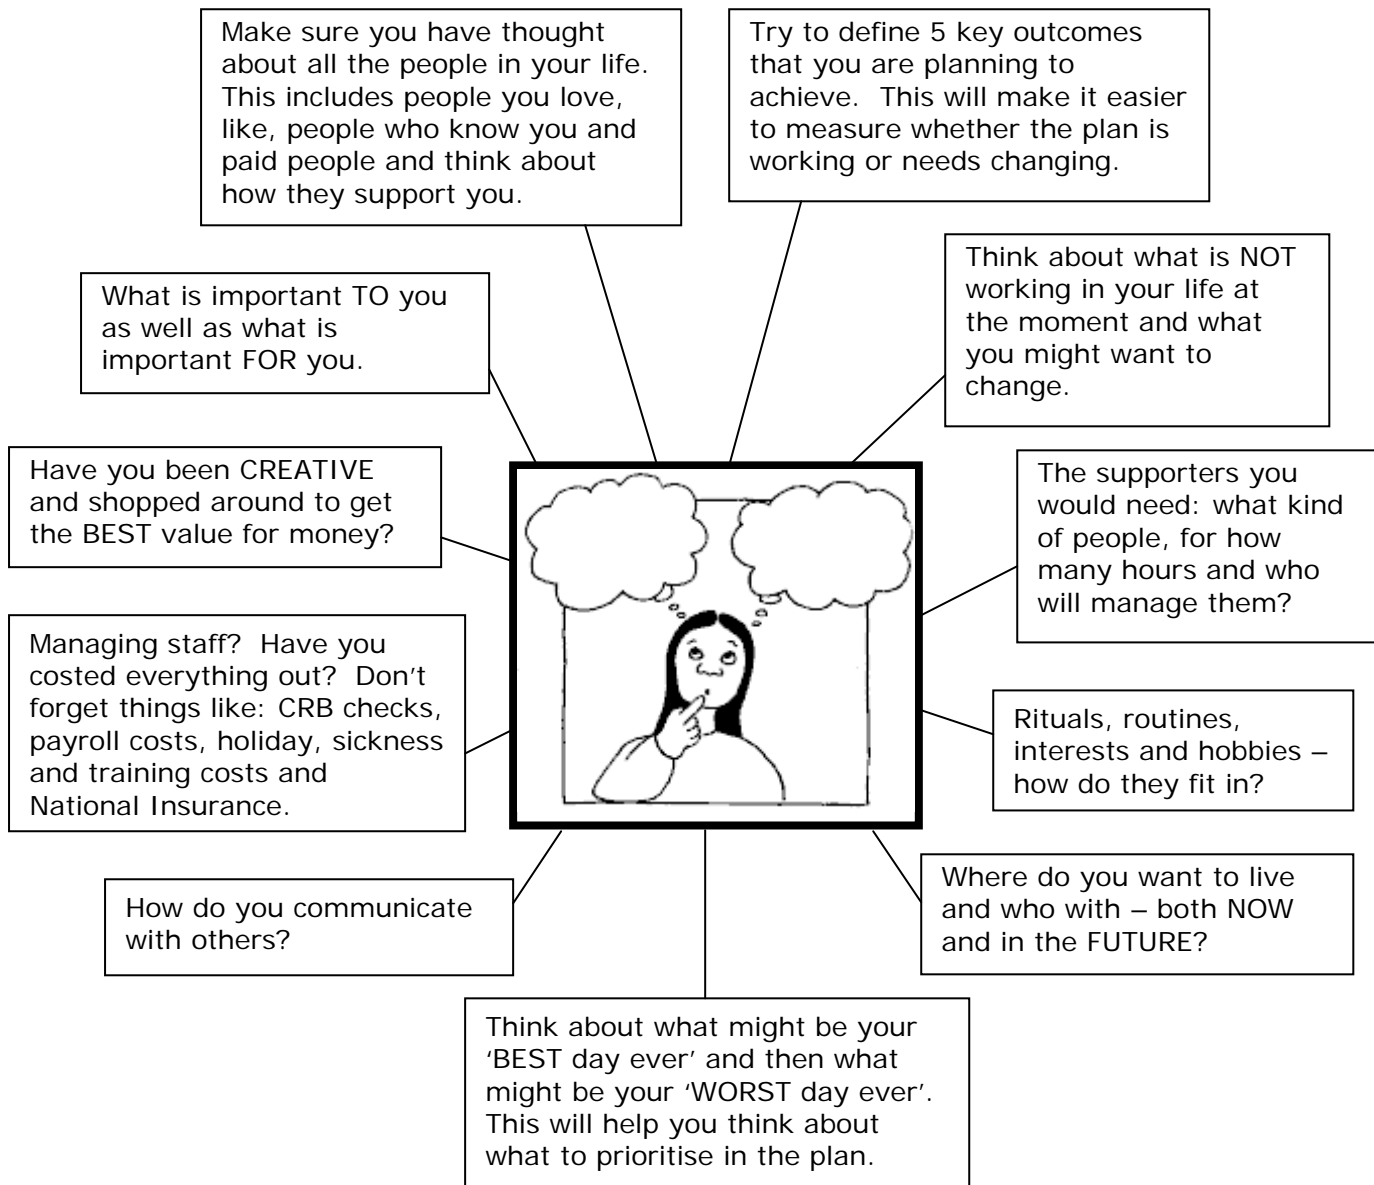 Make sure you have thought
about all the people in your life.
This includes people you love,
like, people who know you and
paid people and think about
how they support you.
Try to define 5 key outcomes
that you are planning to
achieve.  This will make it easier
to measure whether the plan is
working or needs changing.
What is important TO you
as well as what is
important FOR you.
Think about what is NOT
working in your life at
the moment and what
you might want to
change.
Have you been CREATIVE
and shopped around to get
the BEST value for money?
The supporters you
would need:  what kind
of people, for how
many hours and who
will manage them?
Managing staff?  Have you
costed everything out?  Don't
forget things like: CRB checks,
payroll costs, holiday, sickness
and training costs and
National Insurance.
Rituals, routines,
interests and hobbies –
how do they fit in?
How do you communicate
with others?
Where do you want to live
and who with – both NOW
and in the FUTURE?
Think about what might be your
‘BEST day ever’ and then what
might be your ‘WORST day ever’.
This will help you think about
what to prioritise in the plan.